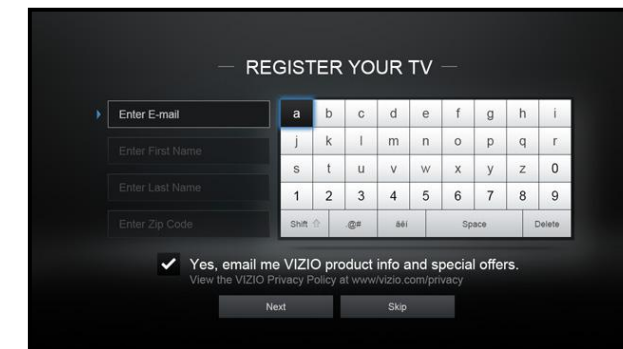 REGISTER YOUR TV
Enter E-mail
Enter First Name
Enter Last Name
Enter Zip Code
a b c d e f g h i
j k l m n o p q r
s t u v w x y z 0
1 2 3 4 5 6 7 8 9
Shift .@# âêí Space Delete
Yes, email me VIZIO product info and special offers.
View the VIZIO Privacy Policy at www/vizio.com/privacy
Next Skip